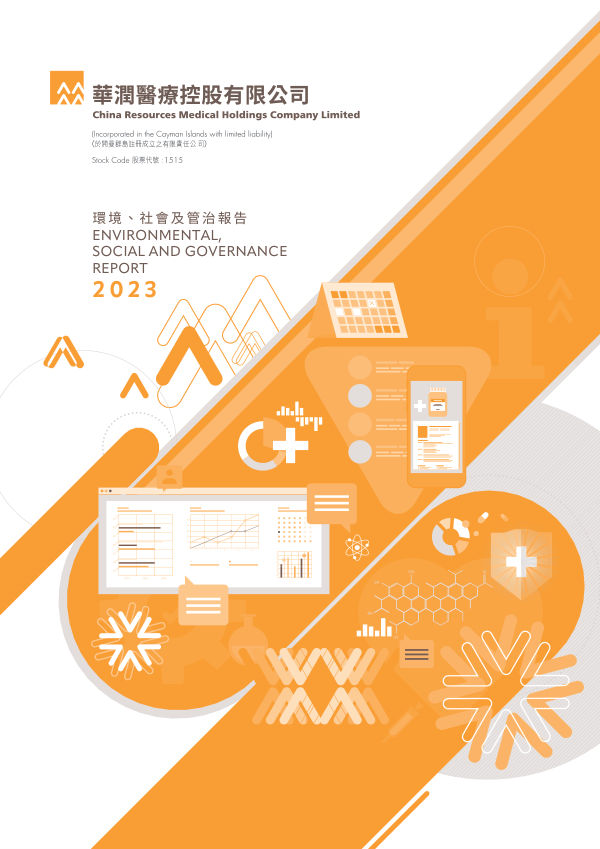 華潤醫療控股有限公司
China Resources Medical Holdings Company Limited
(Incorporated in the Cayman Islands with limited liability)
(於開曼群島註冊成立之有限責任公司)
Stock Code 股票代號 : 1515
環境、社會及管治報告
ENVIRONMENTAL,
SOCIAL AND GOVERNANCE
REPORT
2023